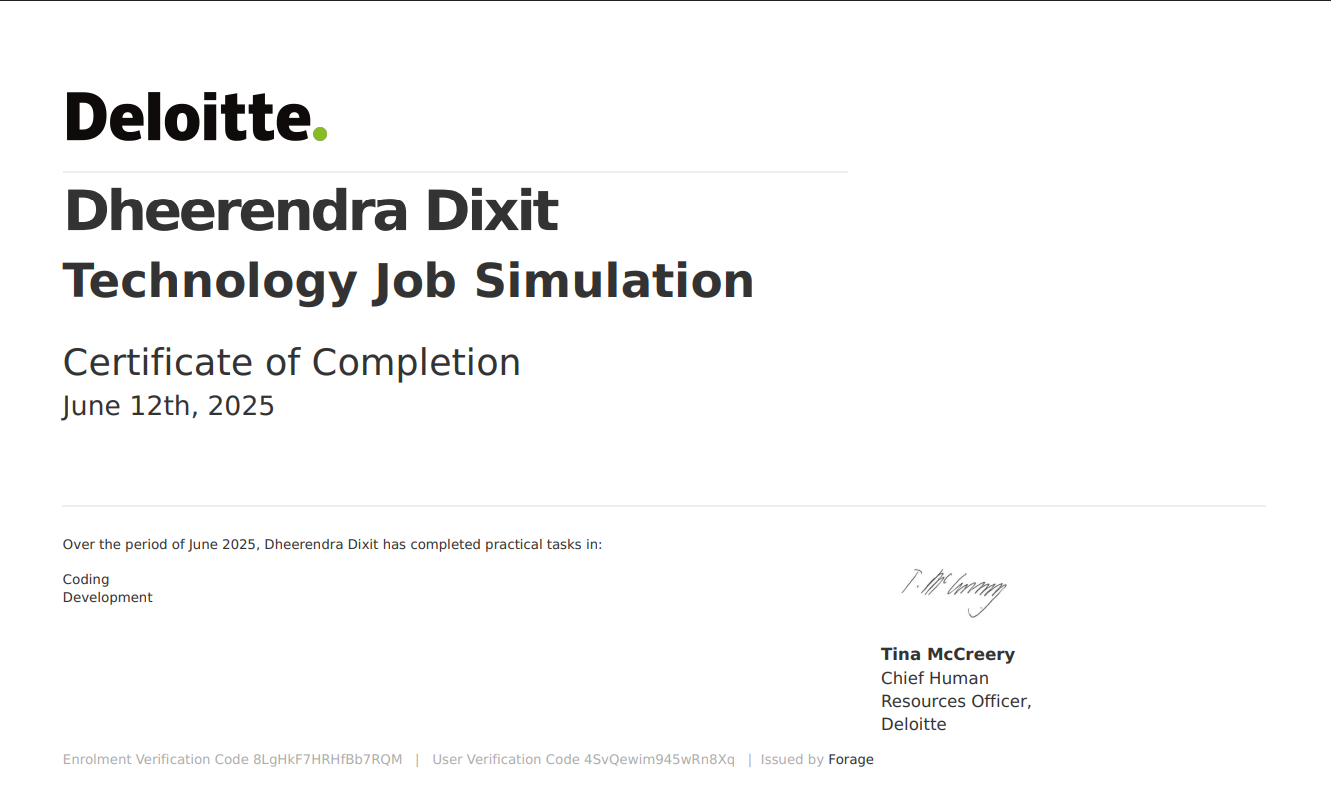 Deloitte.
Dheerendra Dixit
Technology Job Simulation
Certificate of Completion
June 12th, 2025
Over the period of June 2025, Dheerendra Dixit has completed practical tasks in:
Coding
Development
T. McCreery
Tina McCreery
Chief Human
Resources Officer,
Deloitte
Enrolment Verification Code 8LgHkF7HRHfBb7RQM | User Verification Code 4SvQewim945wRn8Xq | Issued by Forage